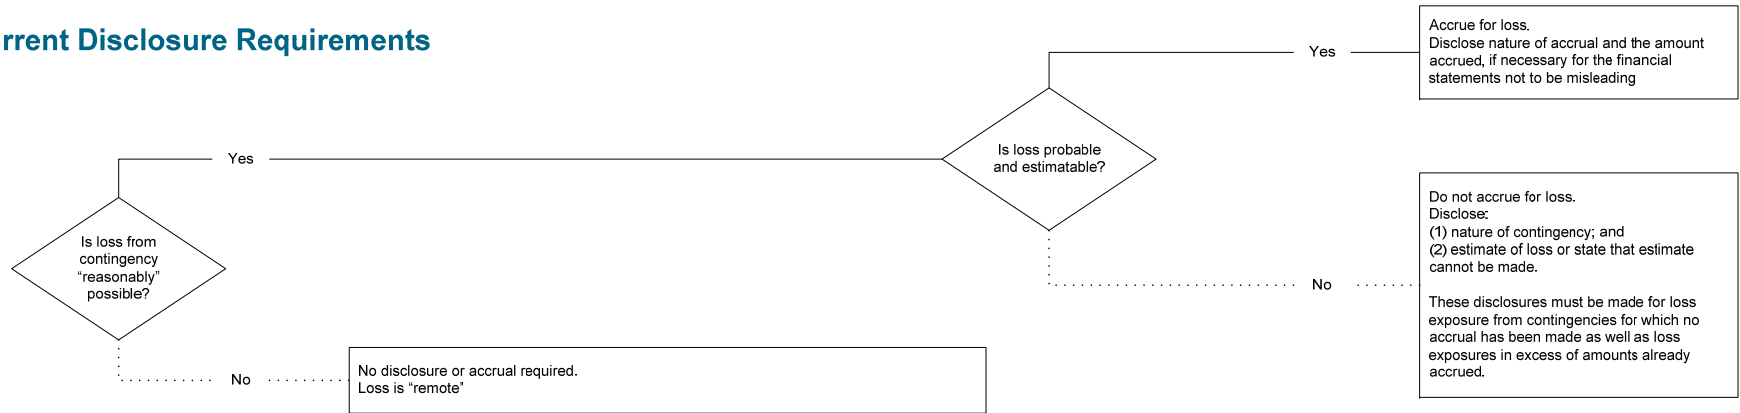 rrent Disclosure Requirements
Accrue for loss.
Disclose nature of accrual and the amount
accrued, if necessary for the financial
statements not to be misleading
Yes
Is loss probable
and estimatable?
Yes
Do not accrue for loss.
Disclose:
(1) nature of contingency; and
(2) estimate of loss or state that estimate
cannot be made.
These disclosures must be made for loss
exposure from contingencies for which no
accrual has been made as well as loss
exposures in excess of amounts already
accrued.
Is loss from
contingency
“reasonably”
possible?
No
No
No disclosure or accrual required.
Loss is “remote”